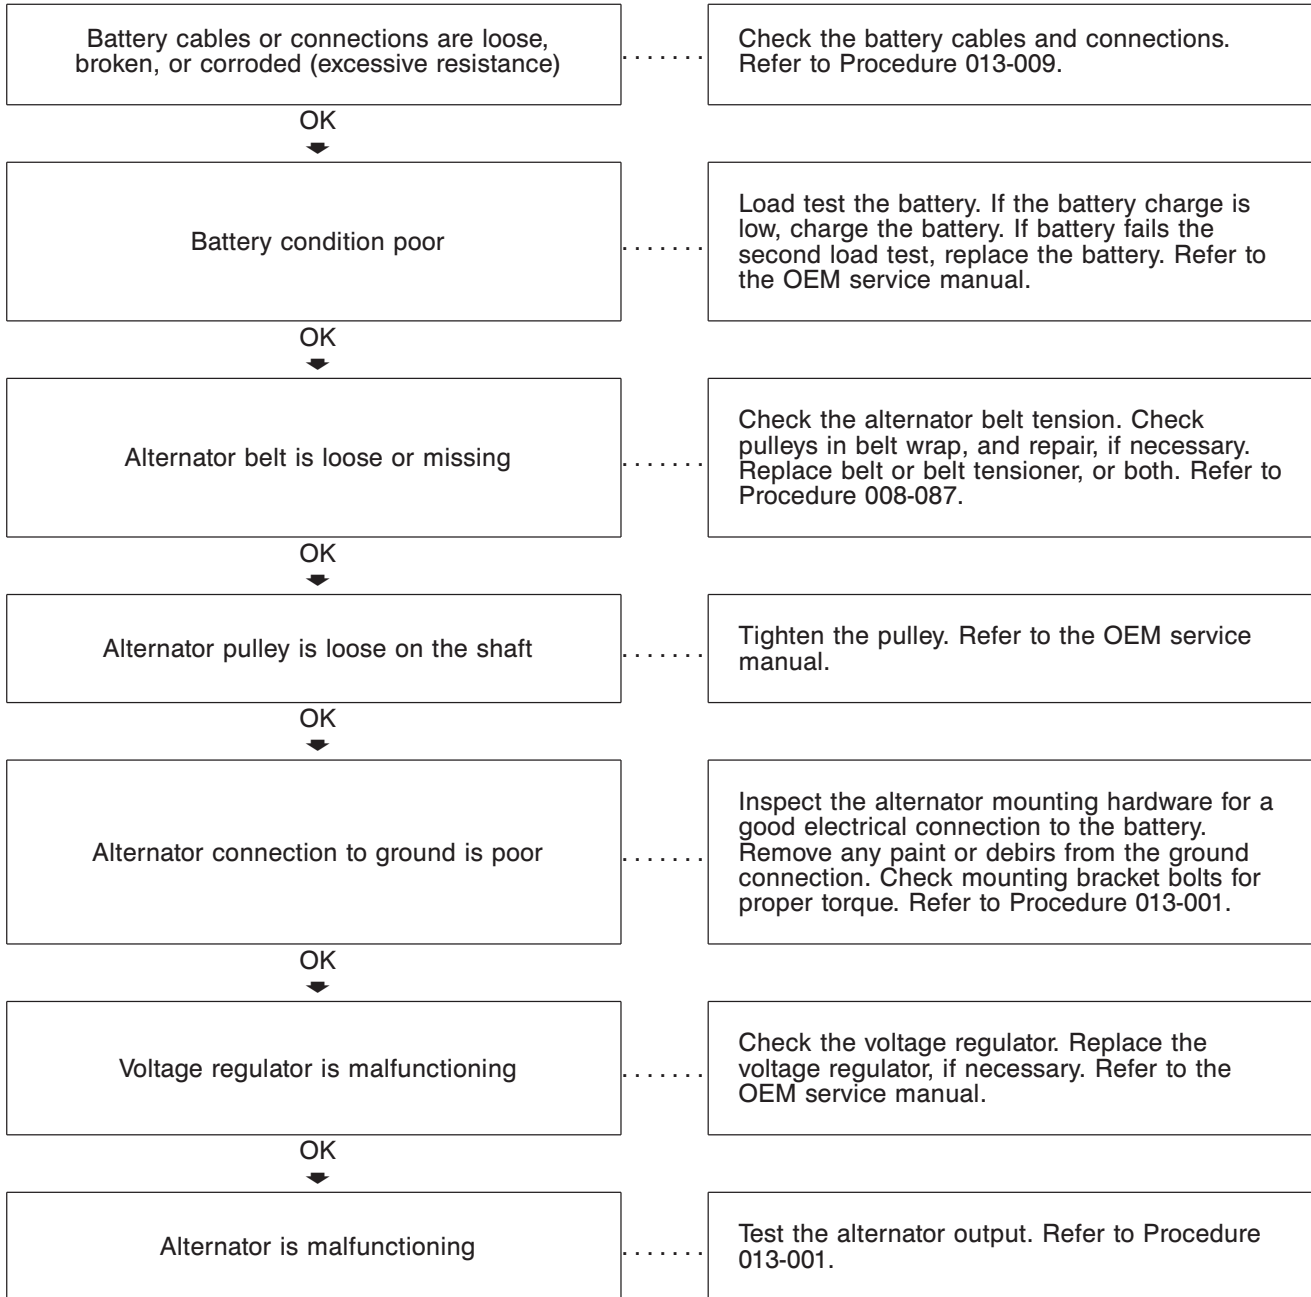 Battery cables or connections are loose,
broken, or corroded (excessive resistance)
. . . . . . .
Check the battery cables and connections.
Refer to Procedure 013-009.
OK
Battery condition poor
. . . . . . .
Load test the battery. If the battery charge is
low, charge the battery. If battery fails the
second load test, replace the battery. Refer to
the OEM service manual.
OK
Alternator belt is loose or missing
. . . . . . .
Check the alternator belt tension. Check
pulleys in belt wrap, and repair, if necessary.
Replace belt or belt tensioner, or both. Refer to
Procedure 008-087.
OK
Alternator pulley is loose on the shaft
. . . . . . .
Tighten the pulley. Refer to the OEM service
manual.
OK
Alternator connection to ground is poor
. . . . . . .
Inspect the alternator mounting hardware for a
good electrical connection to the battery.
Remove any paint or debirs from the ground
connection. Check mounting bracket bolts for
proper torque. Refer to Procedure 013-001.
OK
Voltage regulator is malfunctioning
. . . . . . .
Check the voltage regulator. Replace the
voltage regulator, if necessary. Refer to the
OEM service manual.
OK
Alternator is malfunctioning
. . . . . . .
Test the alternator output. Refer to Procedure
013-001.